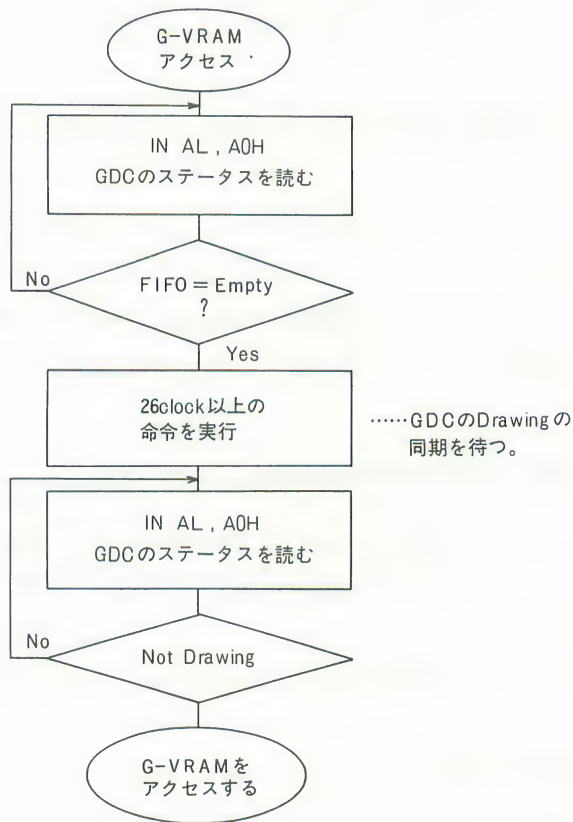 G-VRAM
アクセス
IN AL, A0H
GDCのステータスを読む
No
FIFO=Empty
?
Yes
26clock以上の
命令を実行
……GDCのDrawingの
同期を待つ。
IN AL, A0H
GDCのステータスを読む
No
Not Drawing
G-VRAMを
アクセスする